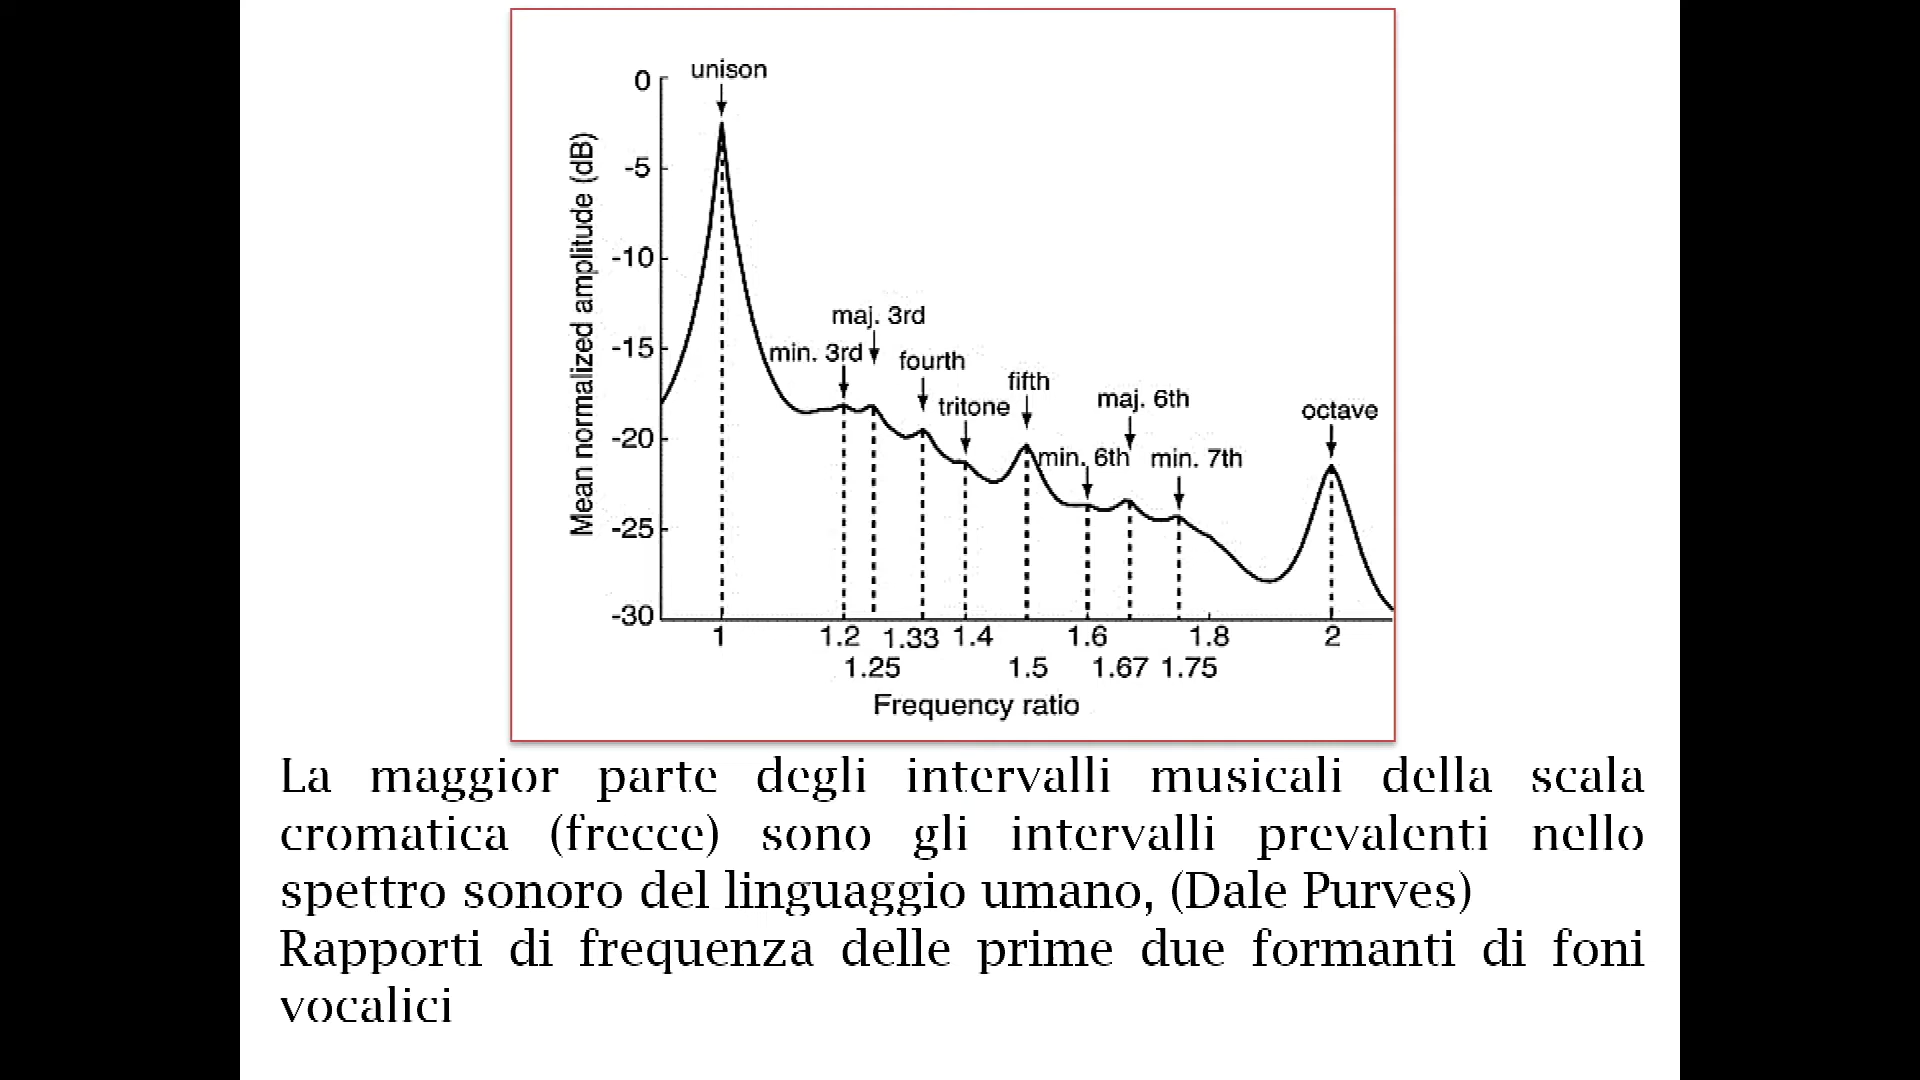 unison
0
-5
-10
-15
-20
-25
-30
Mean normalized amplitude (dB)
maj. 3rd
min. 3rd
fourth
fifth
tritone
maj. 6th
octave
min. 6th
min. 7th
1 1.2 1.33 1.4 1.6 1.8 2
1.25 1.5 1.67 1.75
Frequency ratio
La maggior parte degli intervalli musicali della scala
cromatica (frecce) sono gli intervalli prevalenti nello
spettro sonoro del linguaggio umano, (Dale Purves)
Rapporti di frequenza delle prime due formanti di foni
vocalici